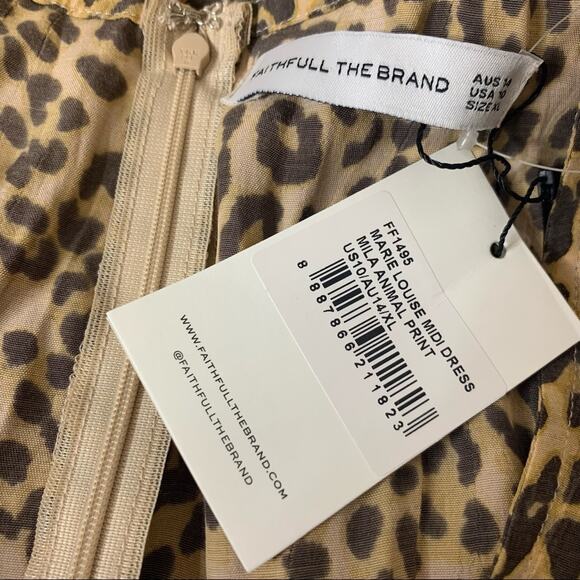 FAITHFULL THE BRAND
AUS 14
USA 10
SIZE XL
FF1495
MARIE LOUISE MIDI DRESS
MILA ANIMAL PRINT
US10/AU14/XL
8 887866 211823
WWW.FAITHFULLTHEBRAND.COM
@FAITHFULLTHEBRAND